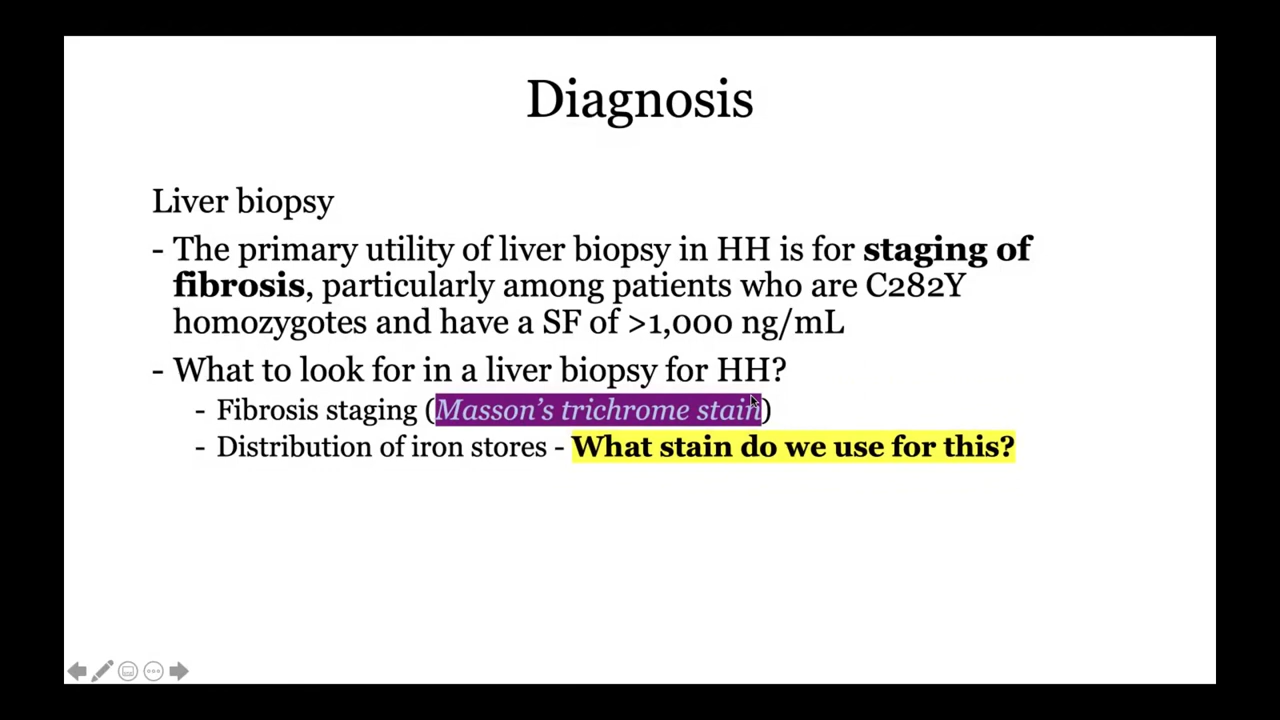 Diagnosis
Liver biopsy
- The primary utility of liver biopsy in HH is for staging of
fibrosis, particularly among patients who are C282Y
homozygotes and have a SF of >1,000 ng/mL
- What to look for in a liver biopsy for HH?
- Fibrosis staging (Masson’s trichrome stain)
- Distribution of iron stores - What stain do we use for this?